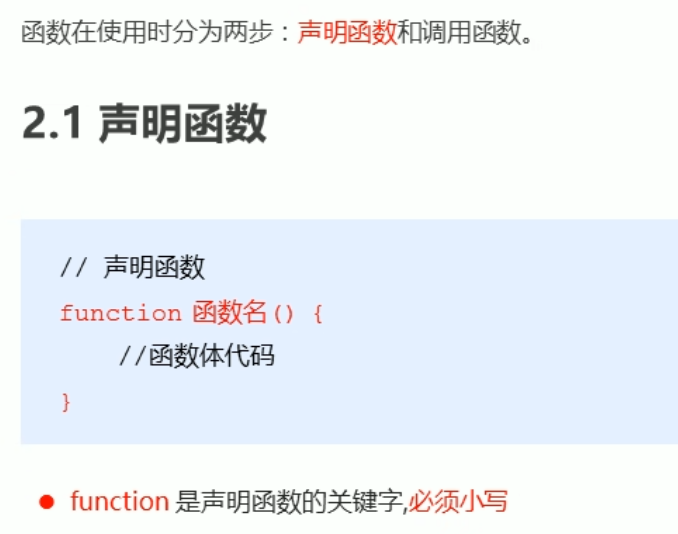 函数在使用时分为两步：声明函数和调用函数。
2.1 声明函数
// 声明函数
function 函数名() {
//函数体代码
}
● function 是声明函数的关键字,必须小写